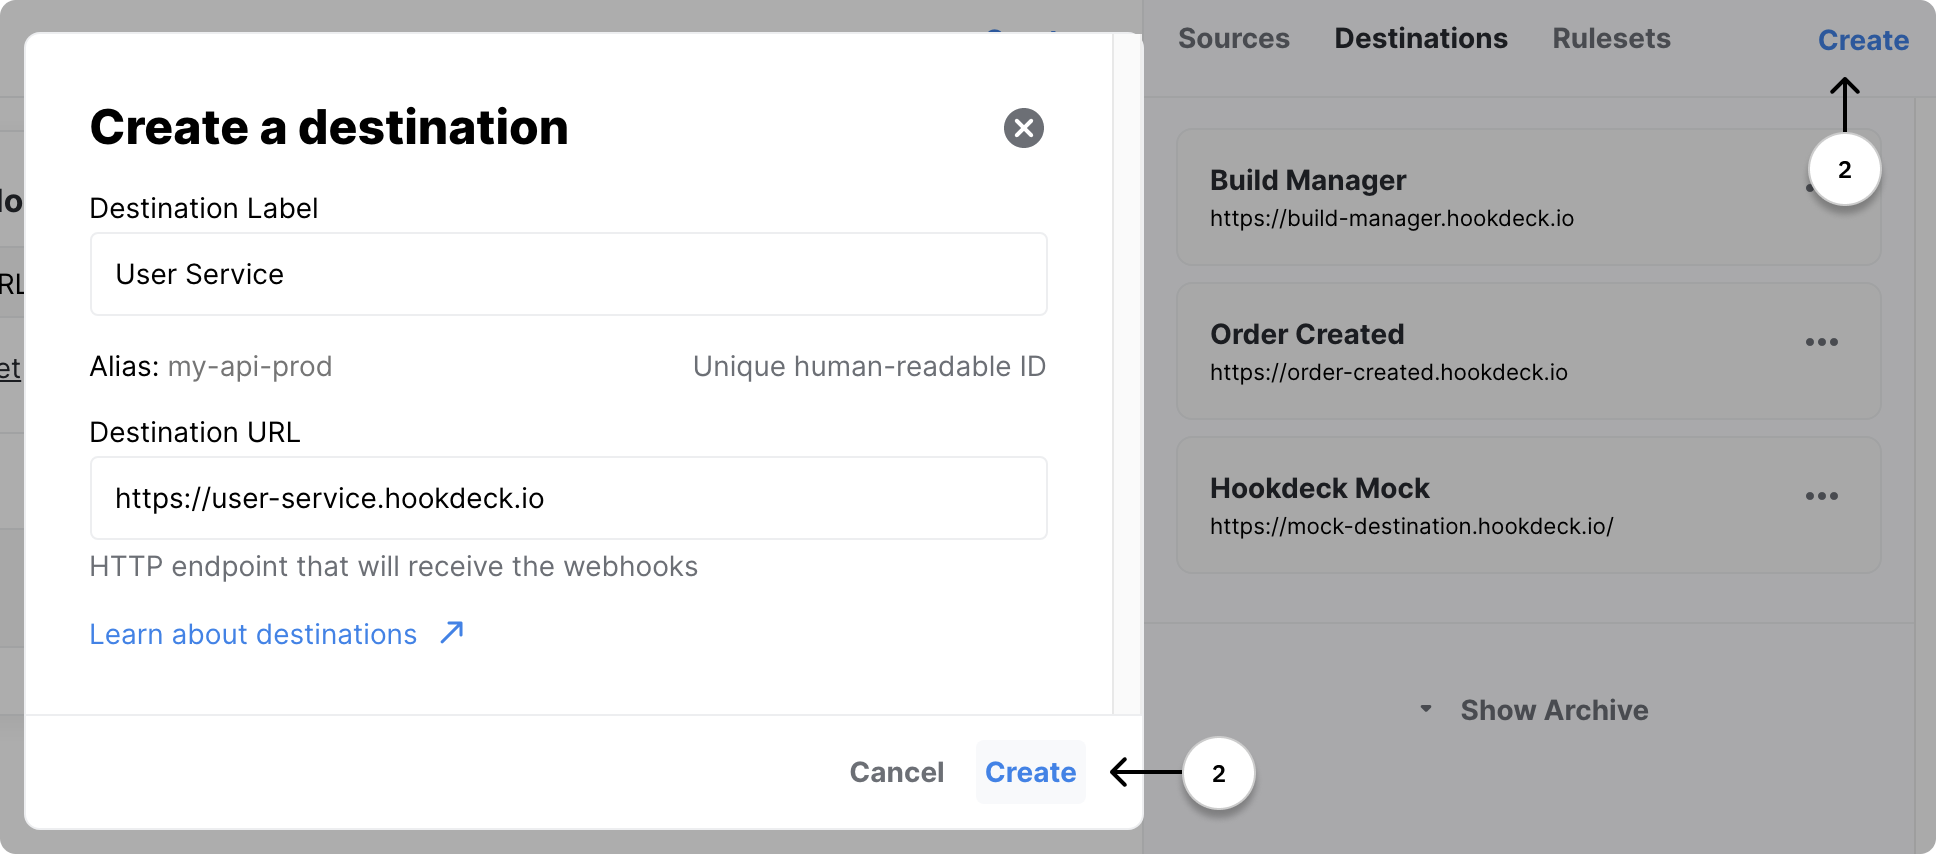 Create a destination
Destination Label
User Service
Alias: my-api-prod
Unique human-readable ID
Destination URL
https://user-service.hookdeck.io
HTTP endpoint that will receive the webhooks
Learn about destinations
Cancel
Create
2
Sources
Destinations
Rulesets
Create
2
Build Manager
https://build-manager.hookdeck.io
Order Created
https://order-created.hookdeck.io
Hookdeck Mock
https://mock-destination.hookdeck.io/
Show Archive